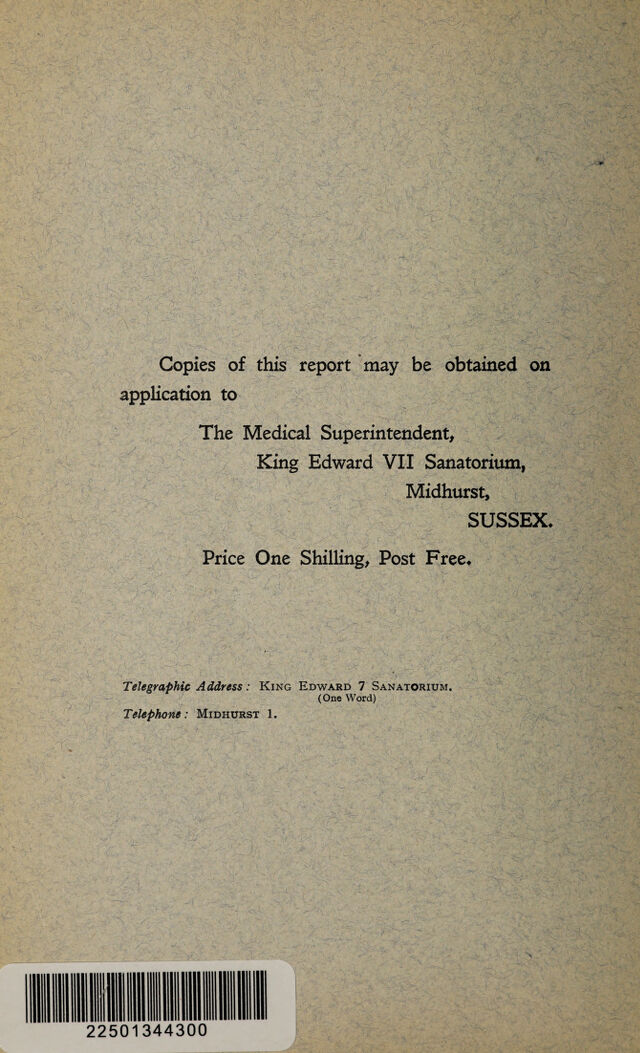 Copies of this report may be obtained on
application to
The Medical Superintendent,
King Edward VII Sanatorium,
Midhurst,
SUSSEX.
Price One Shilling, Post Free.
Telegraphic Address: KING EDWARD 7 SANATORIUM.
(One Word)
Telephone: MIDHURST 1.
22501344300